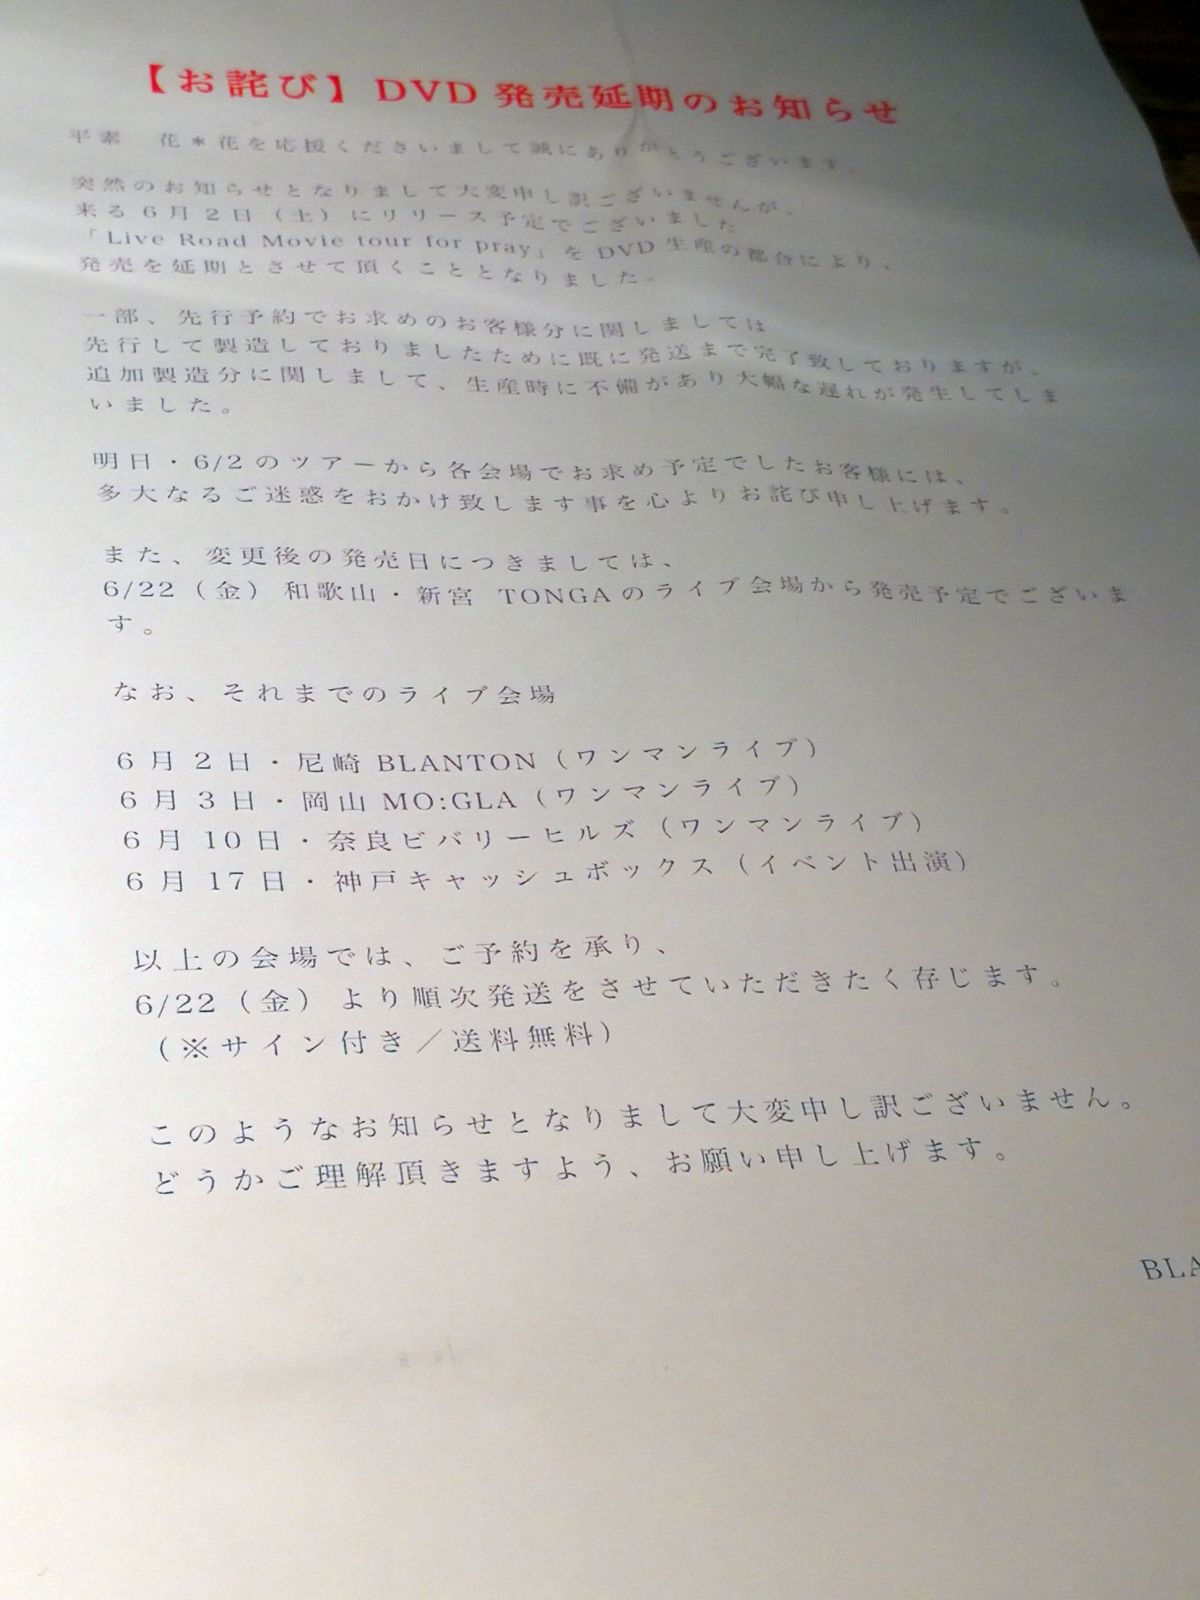 【お詫び】DVD 発売延期のお知らせ
平素　花＊花を応援くださいまして誠にありがとうございます。
突然のお知らせとなりまして大変申し訳ございませんが、
来る6月2日（土）にリリース予定でございました
「Live Road Movie tour for pray」をDVD生産の都合により、
発売を延期とさせて頂くこととなりました。
一部、先行予約でお求めのお客様分に関しましては
先行して製造しておりましたために既に発送まで完了致しておりますが、
追加製造分に関しまして、生産時に不備があり大幅な遅れが発生してしま
いました。
明日・6/2のツアーから各会場でお求め予定でしたお客様には、
多大なるご迷惑をおかけ致します事を心よりお詫び申し上げます。
また、変更後の発売日につきましては、
6/22（金）和歌山・新宮 TONGAのライブ会場から発売予定でございま
す。
なお、それまでのライブ会場
6月2日・尼崎BLANTON（ワンマンライブ）
6月3日・岡山MO:GLA（ワンマンライブ）
6月10日・奈良ビバリーヒルズ（ワンマンライブ）
6月17日・神戸キャッシュボックス（イベント出演）
以上の会場では、ご予約を承り、
6/22（金）より順次発送をさせていただきたく存じます。
（※サイン付き／送料無料）
このようなお知らせとなりまして大変申し訳ございません。
どうかご理解頂きますよう、お願い申し上げます。
BLA